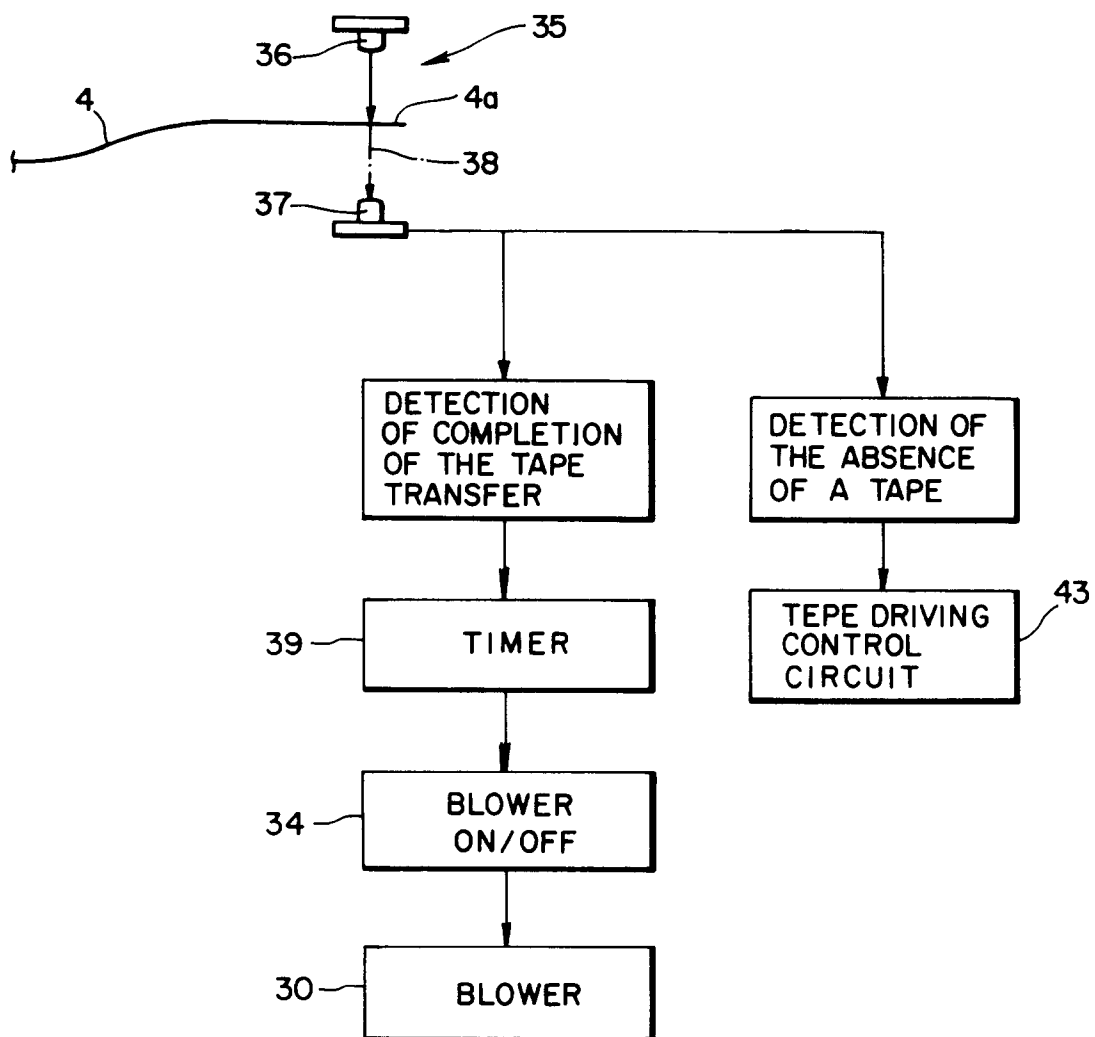 36
35
4
4a
38
37
DETECTION
OF COMPLETION
OF THE TAPE
TRANSFER
DETECTION OF
THE ABSENCE
OF A TAPE
39
TIMER
TEPE DRIVING
CONTROL
CIRCUIT
43
34
BLOWER
ON/OFF
30
BLOWER